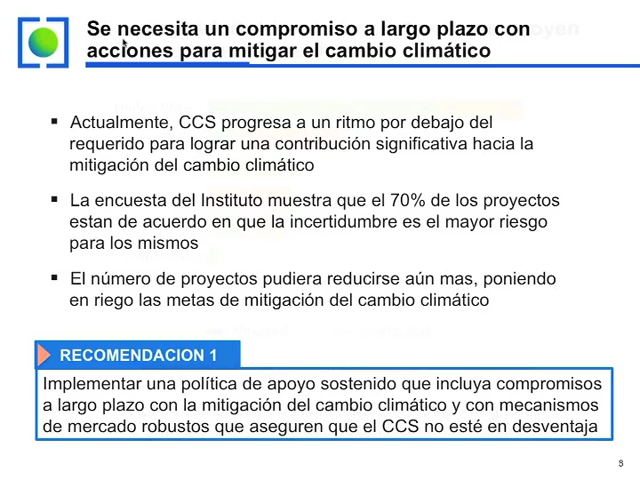 Se necesita un compromiso a largo plazo con
acciones para mitigar el cambio climático
▪ Actualmente, CCS progresa a un ritmo por debajo del
requerido para lograr una contribución significativa hacia la
mitigación del cambio climático
▪ La encuesta del Instituto muestra que el 70% de los proyectos
estan de acuerdo en que la incertidumbre es el mayor riesgo
para los mismos
▪ El número de proyectos pudiera reducirse aún mas, poniendo
en riego las metas de mitigación del cambio climático
RECOMENDACION 1
Implementar una política de apoyo sostenido que incluya compromisos
a largo plazo con la mitigación del cambio climático y con mecanismos
de mercado robustos que aseguren que el CCS no esté en desventaja